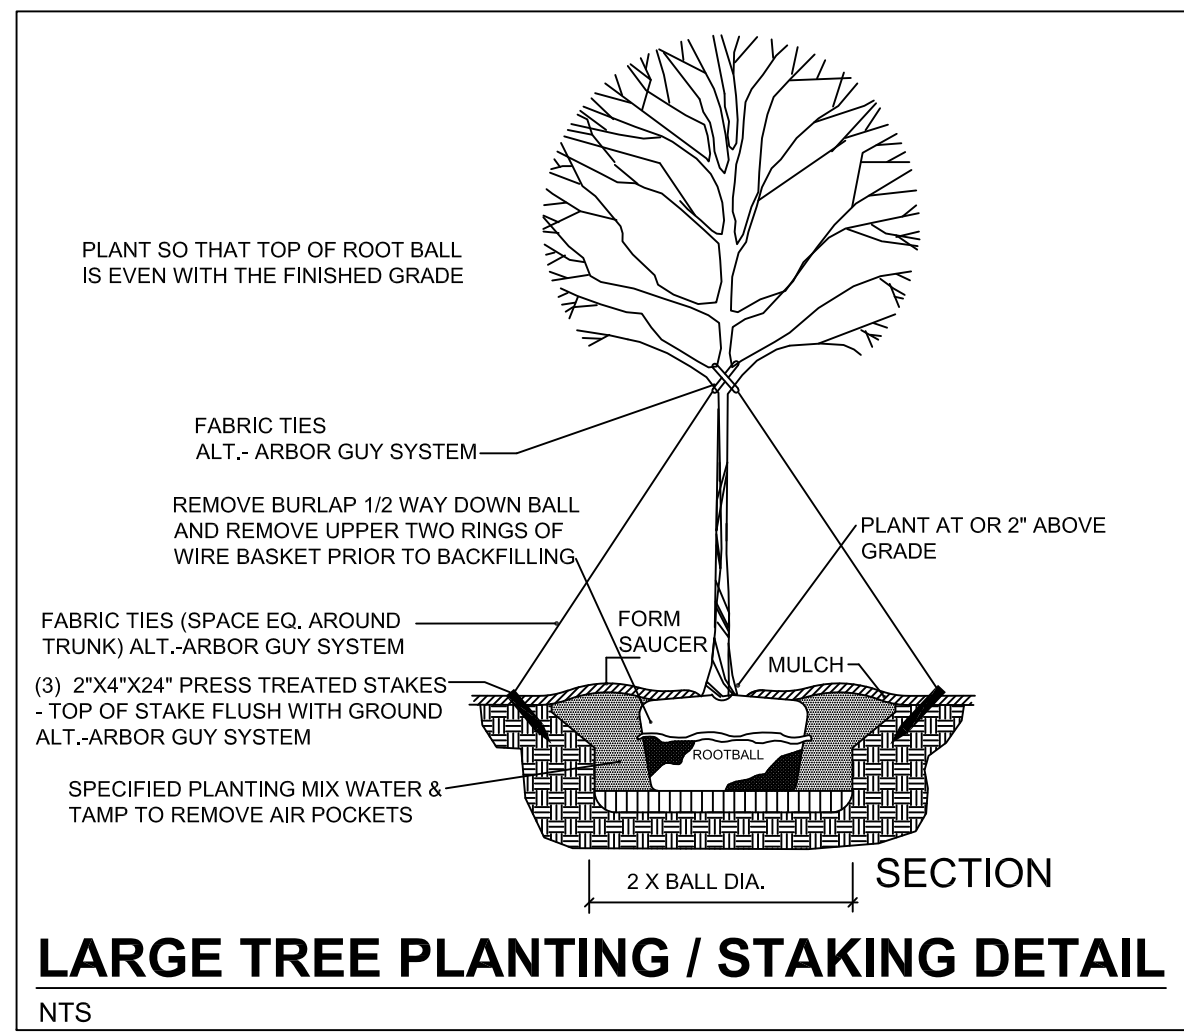 PLANT SO THAT TOP OF ROOT BALL
IS EVEN WITH THE FINISHED GRADE
FABRIC TIES
ALT.- ARBOR GUY SYSTEM
REMOVE BURLAP 1/2 WAY DOWN BALL
AND REMOVE UPPER TWO RINGS OF
WIRE BASKET PRIOR TO BACKFILLING
PLANT AT OR 2" ABOVE
GRADE
FABRIC TIES (SPACE EQ. AROUND
TRUNK) ALT.-ARBOR GUY SYSTEM
FORM
SAUCER
MULCH
(3) 2"X4"X24" PRESS TREATED STAKES
- TOP OF STAKE FLUSH WITH GROUND
ALT.-ARBOR GUY SYSTEM
ROOTBALL
SPECIFIED PLANTING MIX WATER &
TAMP TO REMOVE AIR POCKETS
2 X BALL DIA.
SECTION
LARGE TREE PLANTING / STAKING DETAIL
NTS